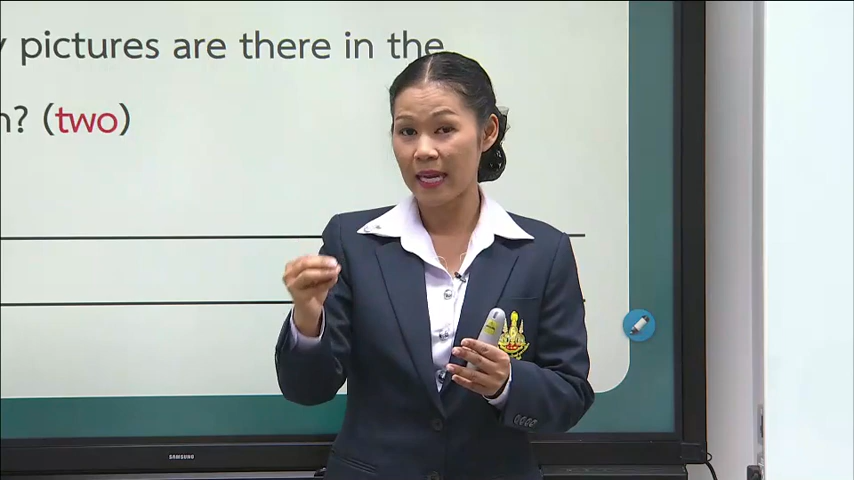 pictures are there in the
? (two)
SAMSUNG